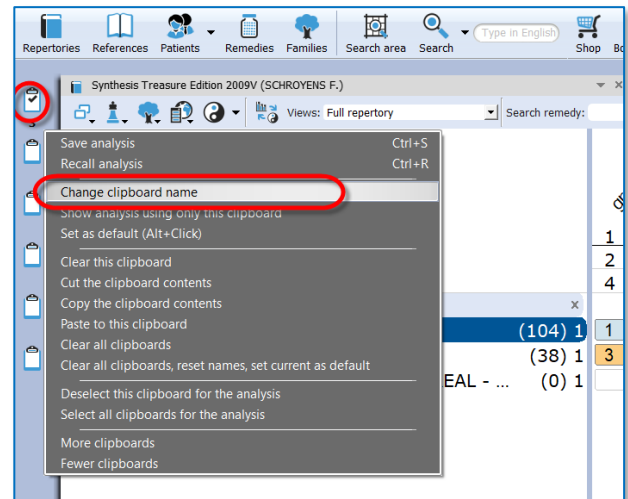 Repertories References Patients Remedies Families Search area Search Type in English Shop
Synthesis Treasure Edition 2009V (SCHROYENS F.)
Views: Full repertory Search remedy:
Save analysis Ctrl+S
Recall analysis Ctrl+R
Change clipboard name
Show analysis using only this clipboard
Set as default (Alt+Click)
1
Clear this clipboard
2
Cut the clipboard contents
4
Copy the clipboard contents
x
Paste to this clipboard
(104) 1 1
Clear all clipboards
(38) 1 3
Clear all clipboards, reset names, set current as default
EAL - ... (0) 1
Deselect this clipboard for the analysis
Select all clipboards for the analysis
More clipboards
Fewer clipboards